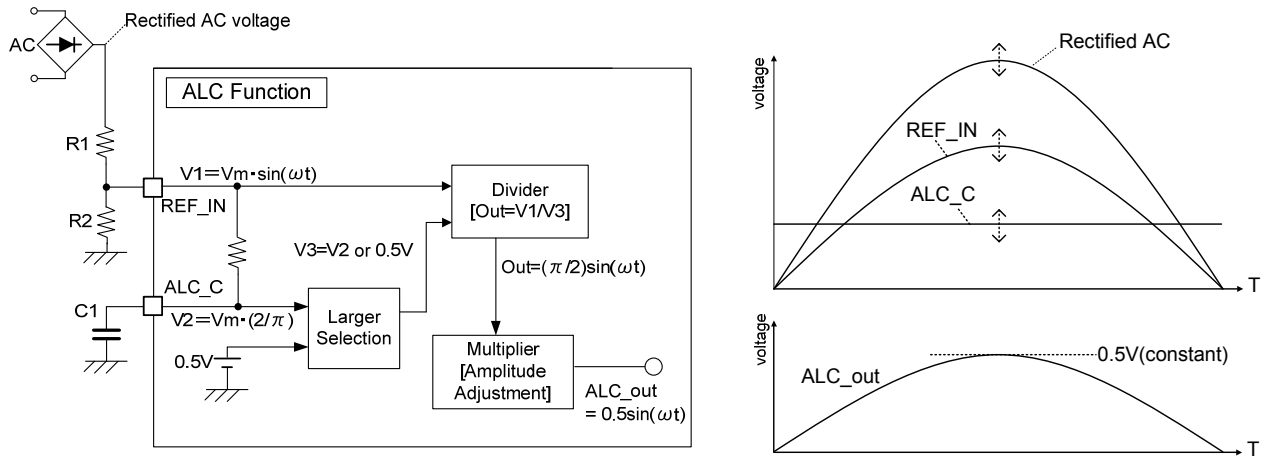 Rectified AC voltage
AC
ALC Function
R1
V1=Vm・sin(ωt)
REF_IN
R2
Divider
[Out=V1/V3]
V3=V2 or 0.5V
Out=(π/2)sin(ωt)
ALC_C
C1
V2=Vm・(2/π)
Larger
Selection
0.5V
Multiplier
[Amplitude
Adjustment]
ALC_out
= 0.5sin(ωt)
voltage
Rectified AC
REF_IN
ALC_C
T
voltage
0.5V(constant)
ALC_out
T